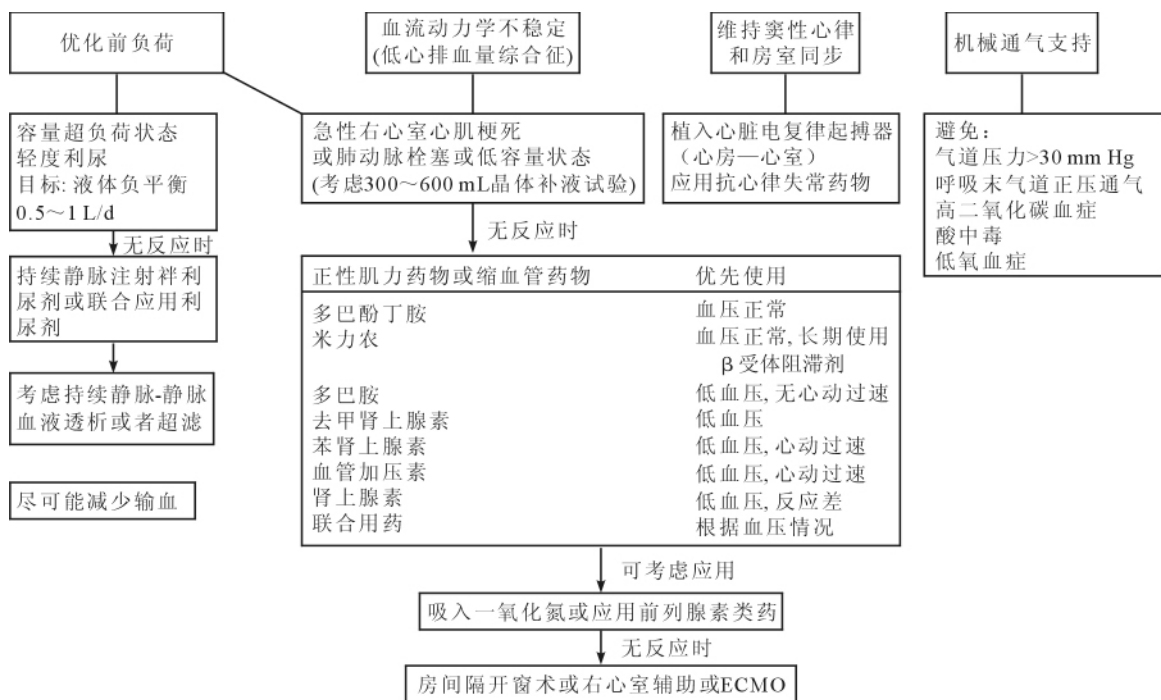 优化前负荷
血流动力学不稳定
(低心排血量综合征)
维持窦性心律
和房室同步
机械通气支持
容量超负荷状态
轻度利尿
目标: 液体负平衡
0.5～1 L/d
急性右心室心肌梗死
或肺动脉栓塞或低容量状态
(考虑300～600 mL晶体补液试验)
植入心脏电复律起搏器
（心房—心室）
应用抗心律失常药物
避免：
气道压力>30 mm Hg
呼吸末气道正压通气
高二氧化碳血症
酸中毒
低氧血症
无反应时
无反应时
持续静脉注射袢利
尿剂或联合应用利
尿剂
考虑持续静脉-静脉
血液透析或者超滤
尽可能减少输血
正性肌力药物或缩血管药物 优先使用
多巴酚丁胺 血压正常
米力农 血压正常, 长期使用
β 受体阻滞剂
多巴胺 低血压, 无心动过速
去甲肾上腺素 低血压
苯肾上腺素 低血压, 心动过速
血管加压素 低血压, 心动过速
肾上腺素 低血压, 反应差
联合用药 根据血压情况
可考虑应用
吸入一氧化氮或应用前列腺素类药
无反应时
房间隔开窗术或右心室辅助或ECMO